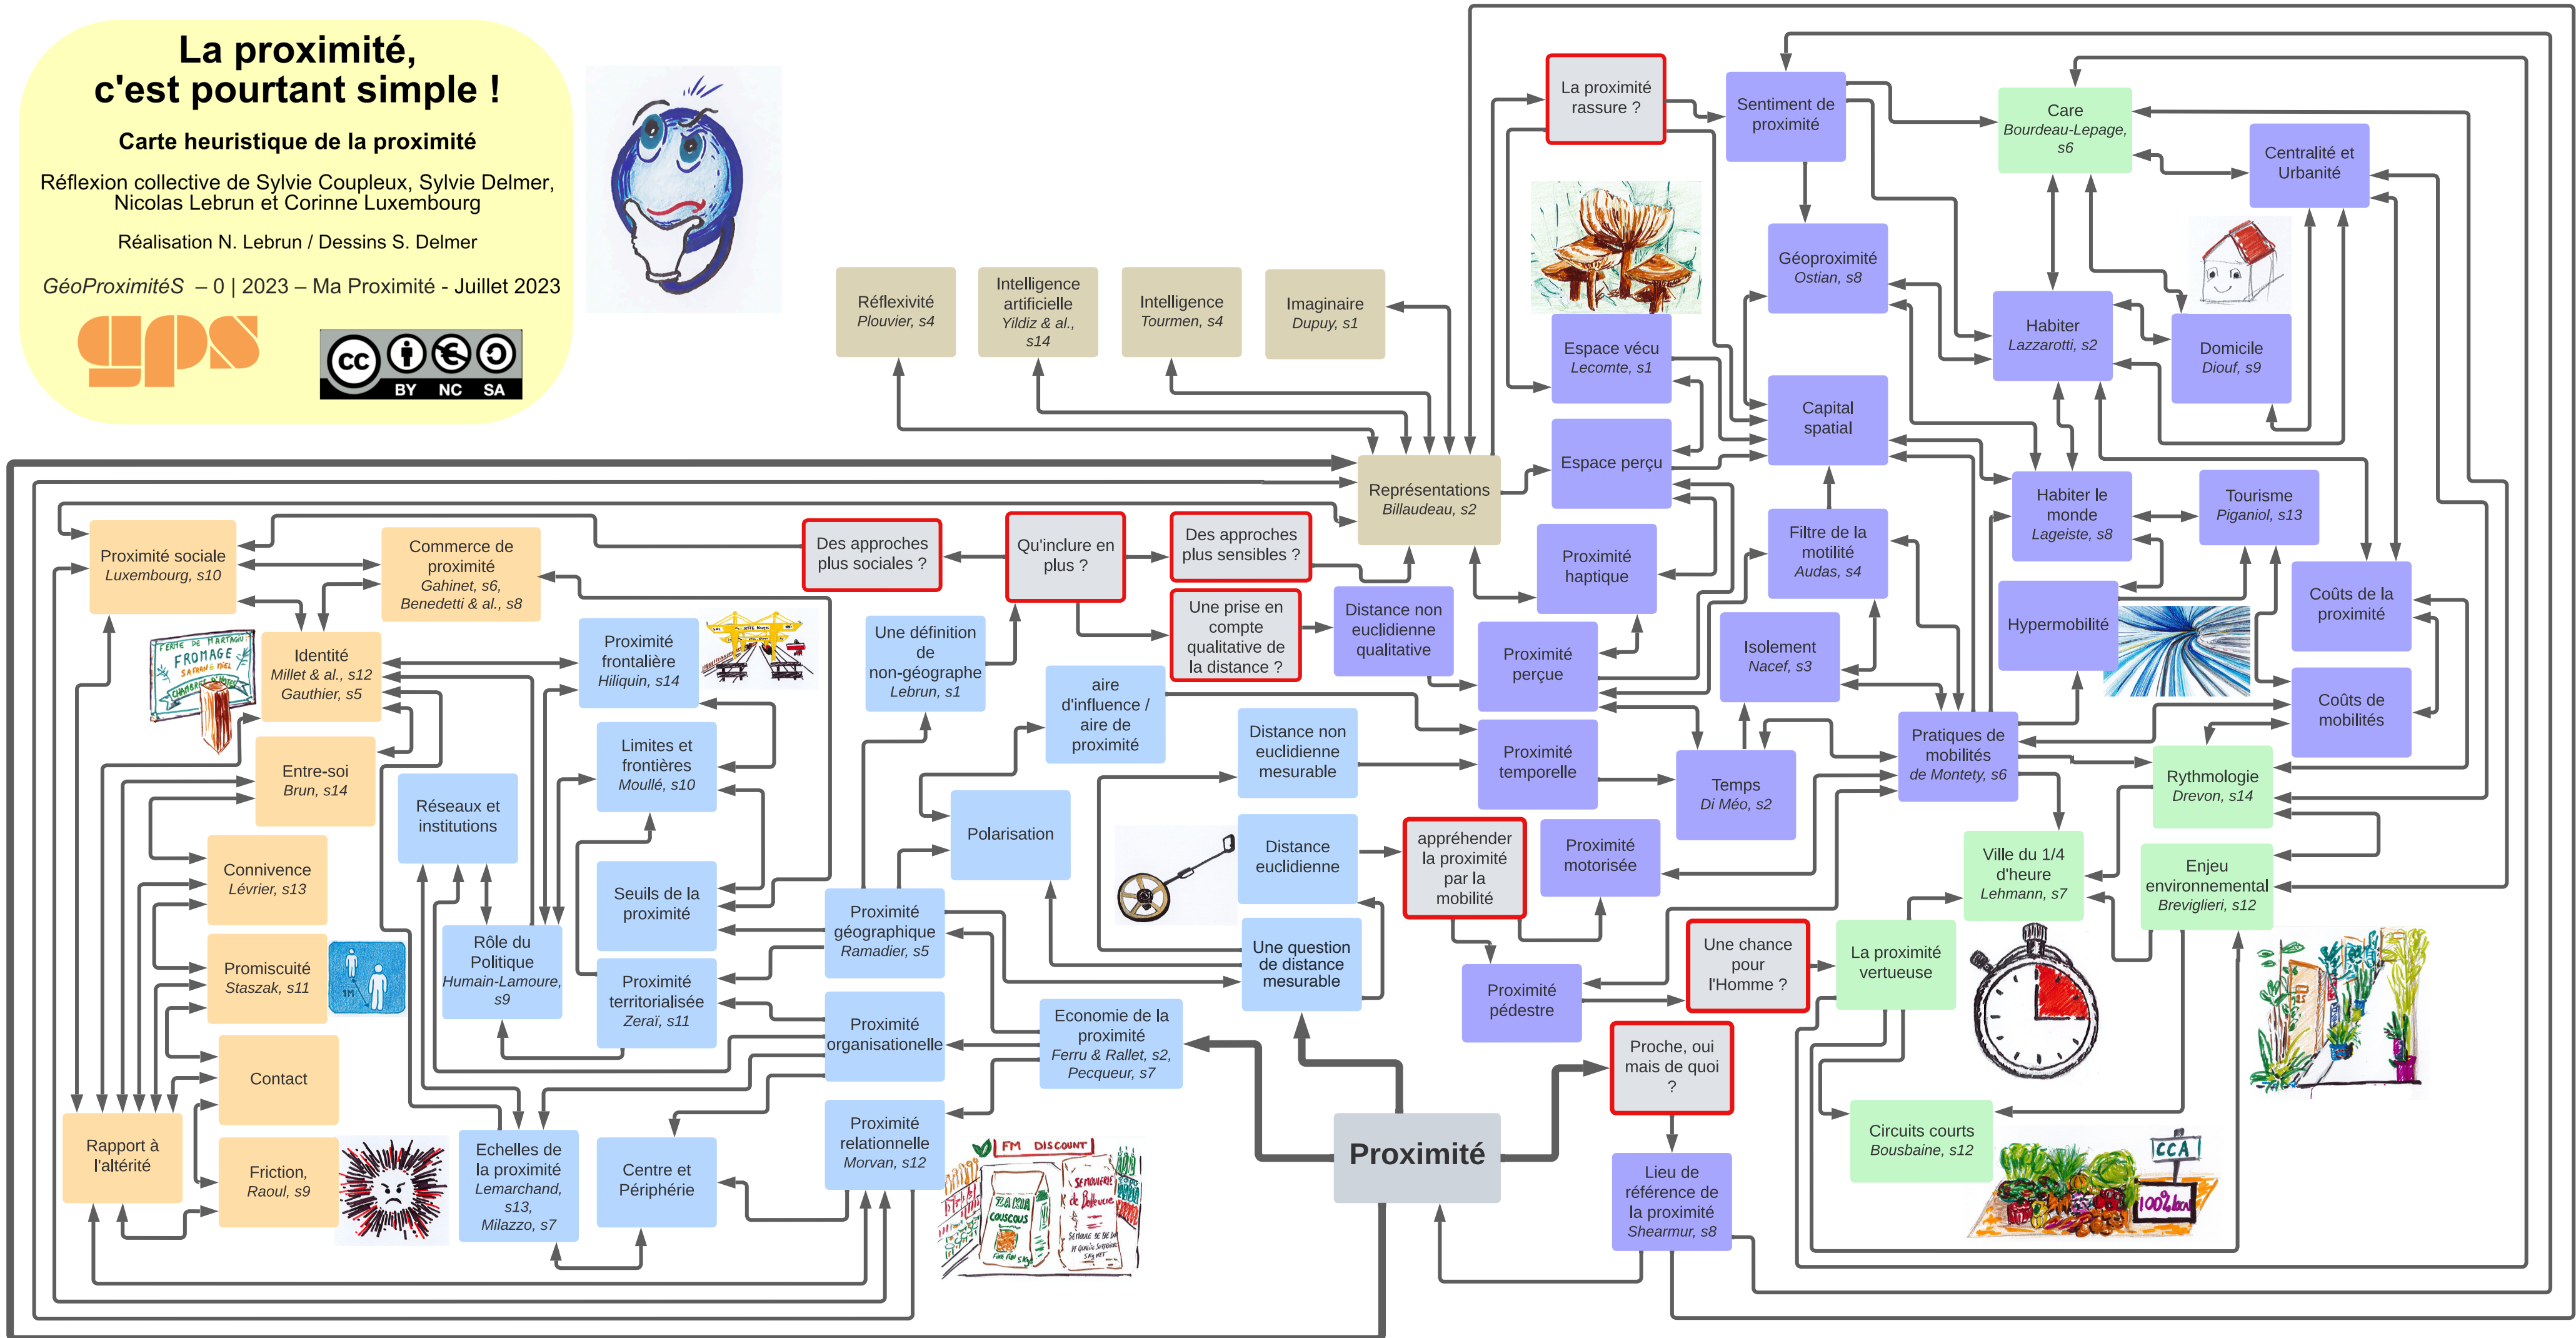 La proximité,
c'est pourtant simple !
Carte heuristique de la proximité
Réflexion collective de Sylvie Coupleux, Sylvie Delmer,
Nicolas Lebrun et Corinne Luxembourg
Réalisation N. Lebrun / Dessins S. Delmer
GéoProximitéS – 0 | 2023 – Ma Proximité - Juillet 2023
gps
cc
BY NC SA
La proximité
rassure ?
Sentiment de
proximité
Care
Bourdeau-Lepage,
s6
Centralité et
Urbanité
Géoproximité
Ostian, s8
Réflexivité
Plouvier, s4
Intelligence
artificielle
Yildiz & al.,
s14
Intelligence
Tourmen, s4
Imaginaire
Dupuy, s1
Espace vécu
Lecomte, s1
Habiter
Lazzarotti, s2
Domicile
Diouf, s9
Capital
spatial
Espace perçu
Représentations
Billaudeau, s2
Habiter le
monde
Lageiste, s8
Tourisme
Piganiol, s13
Proximité sociale
Luxembourg, s10
Commerce de
proximité
Gahinet, s6,
Benedetti & al., s8
Des approches
plus sociales ?
Qu'inclure en
plus ?
Des approches
plus sensibles ?
Proximité
haptique
Filtre de la
motilité
Audas, s4
Une prise en
compte
qualitative de
la distance ?
Distance non
euclidienne
qualitative
Coûts de la
proximité
Hypermobilité
FERME DE MARTAGU
FROMAGE
SAFRAN & MIEL
CHAMBRES D'HÔTES
Identité
Millet & al., s12
Gauthier, s5
Proximité
frontalière
Hiliquin, s14
Une définition
de
non-géographe
Lebrun, s1
Proximité
perçue
Isolement
Nacef, s3
aire
d'influence /
aire de
proximité
Coûts de
mobilités
Entre-soi
Brun, s14
Limites et
frontières
Moullé, s10
Distance non
euclidienne
mesurable
Proximité
temporelle
Temps
Di Méo, s2
Pratiques de
mobilités
de Montety, s6
Rythmologie
Drevon, s14
Réseaux et
institutions
Polarisation
Distance
euclidienne
appréhender
la proximité
par la
mobilité
Proximité
motorisée
Ville du 1/4
d'heure
Lehmann, s7
Enjeu
environnemental
Breviglieri, s12
Connivence
Lévrier, s13
Seuils de la
proximité
Proximité
géographique
Ramadier, s5
Une question
de distance
mesurable
Une chance
pour
l'Homme ?
La proximité
vertueuse
Promiscuité
Staszak, s11
1M
Rôle du
Politique
Humain-Lamoure,
s9
Proximité
territorialisée
Zeraï, s11
Proximité
organisationelle
Economie de la
proximité
Ferru & Rallet, s2,
Pecqueur, s7
Proximité
pédestre
Proche, oui
mais de quoi
?
Contact
Rapport à
l'altérité
Friction,
Raoul, s9
Echelles de
la proximité
Lemarchand,
s13,
Milazzo, s7
Centre et
Périphérie
Proximité
relationnelle
Morvan, s12
FM DISCOUNT
COUSCOUS
SEMOULERIE
de Bellevue
Proximité
Lieu de
référence de
la proximité
Shearmur, s8
Circuits courts
Bousbaine, s12
CCA
100% local